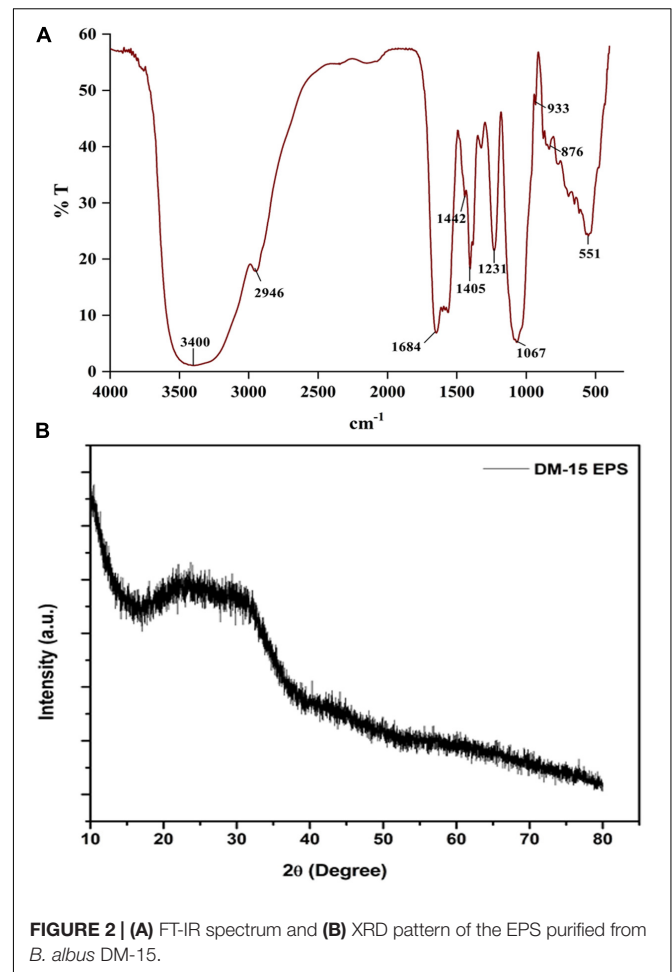 A
60
50
40
30
20
10
0
% T
3400
2946
1684
1442
1405
1231
1067
933
876
551
4000 3500 3000 2500 2000 1500 1000 500
cm-1
B
DM-15 EPS
Intensity (a.u.)
10 20 30 40 50 60 70 80
2θ (Degree)
FIGURE 2 | (A) FT-IR spectrum and (B) XRD pattern of the EPS purified from
B. albus DM-15.